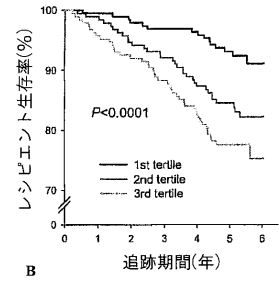 レシピエント生存率(%)
100
90
80
70
0
P<0.0001
1st tertile
2nd tertile
3rd tertile
0 1 2 3 4 5 6
追跡期間(年)
B